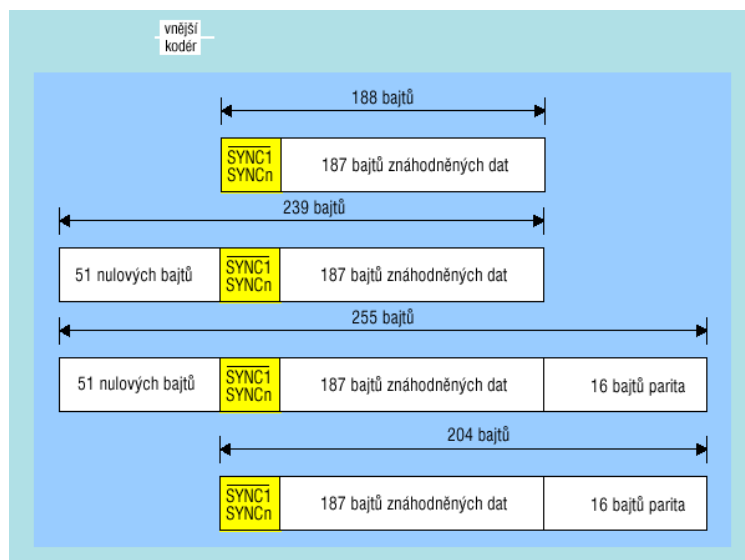 vnější
kodér
188 bajtů
SYNC1
SYNCn
187 bajtů znáhodněných dat
239 bajtů
51 nulových bajtů
SYNC1
SYNCn
187 bajtů znáhodněných dat
255 bajtů
51 nulových bajtů
SYNC1
SYNCn
187 bajtů znáhodněných dat
16 bajtů parita
204 bajtů
SYNC1
SYNCn
187 bajtů znáhodněných dat
16 bajtů parita